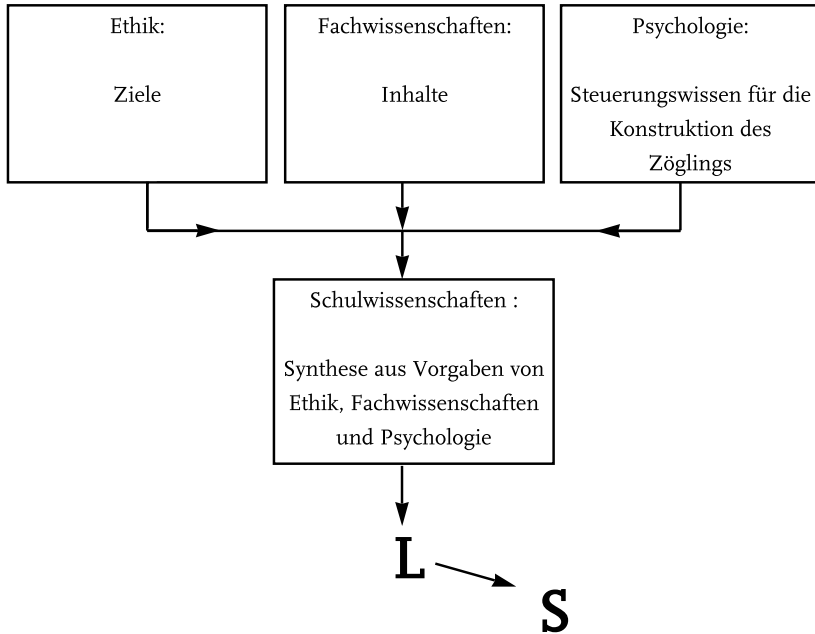 Ethik:
Ziele
Fachwissenschaften:
Inhalte
Psychologie:
Steuerungswissen für die
Konstruktion des
Zöglings
Schulwissenschaften :
Synthese aus Vorgaben von
Ethik, Fachwissenschaften
und Psychologie
L
S